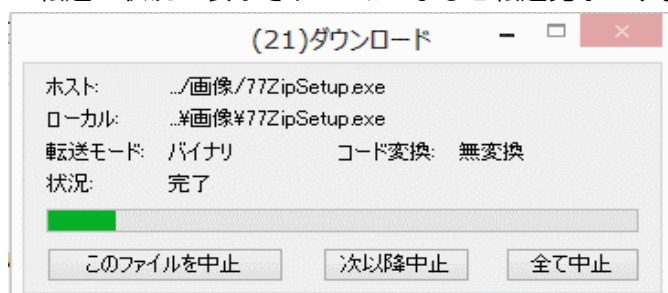 (21)ダウンロード
ホスト: ../画像/77ZipSetup.exe
ローカル: ..¥画像¥77ZipSetup.exe
転送モード: バイナリ コード変換: 無変換
状況: 完了
このファイルを中止 次以降中止 全て中止